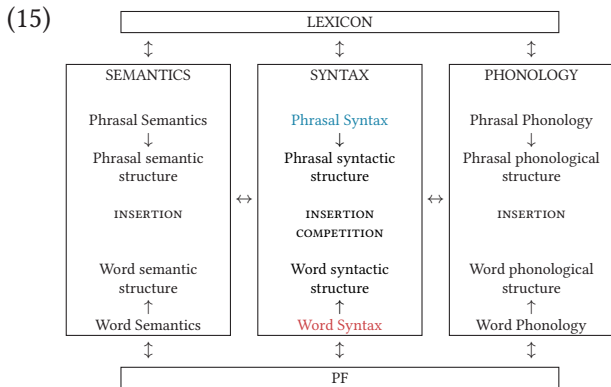 (15)
LEXICON
↕ ↕ ↕
SEMANTICS
Phrasal Semantics
↓
Phrasal semantic
structure
INSERTION
Word semantic
structure
↑
Word Semantics
↔
SYNTAX
Phrasal Syntax
↓
Phrasal syntactic
structure
INSERTION
COMPETITION
Word syntactic
structure
↑
Word Syntax
↔
PHONOLOGY
Phrasal Phonology
↓
Phrasal phonological
structure
INSERTION
Word phonological
structure
↑
Word Phonology
↕ ↕ ↕
PF